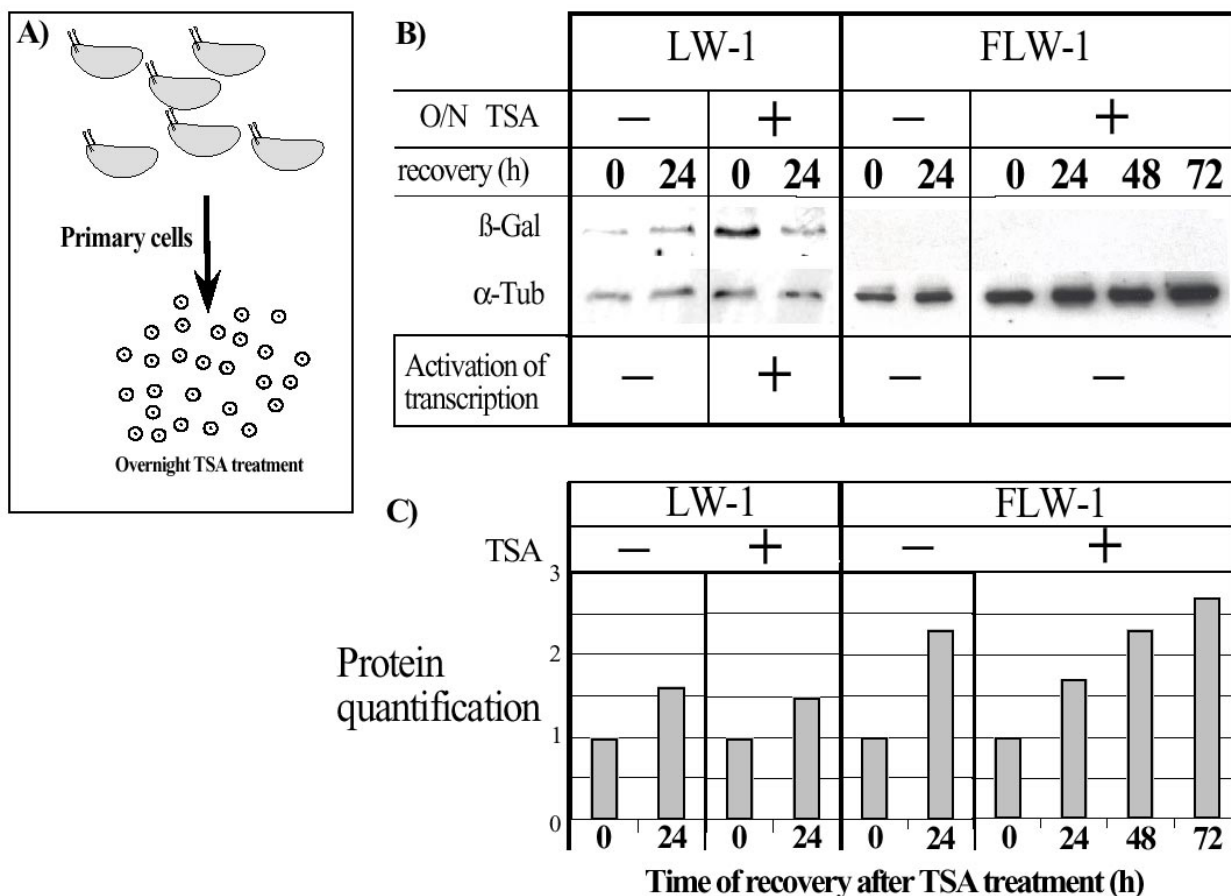 A)
Primary cells
Overnight TSA treatment
B)
LW-1 FLW-1
O/N TSA − + − +
recovery (h) 0 24 0 24 0 24 0 24 48 72
ß-Gal
α-Tub
Activation of
transcription − + − −
C)
LW-1 FLW-1
TSA − + − +
3
2
1
0
Protein
quantification
0 24 0 24 0 24 0 24 48 72
Time of recovery after TSA treatment (h)